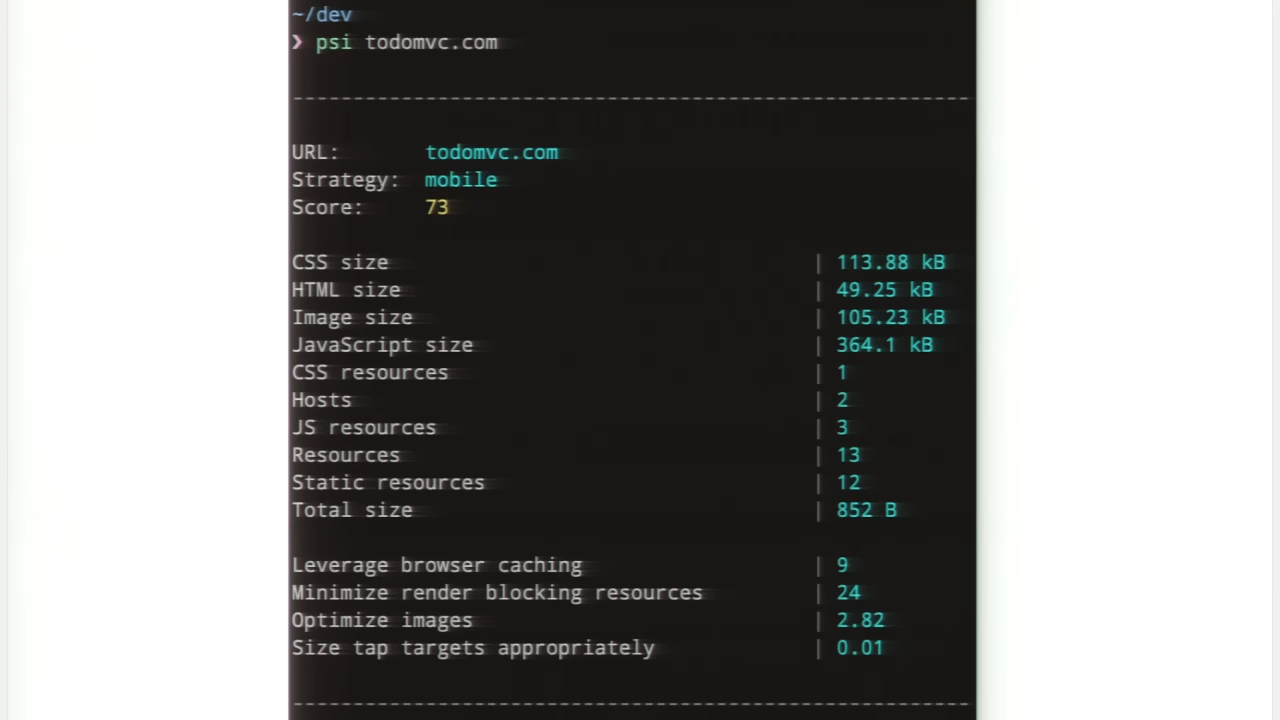 ~/dev
❯ psi todomvc.com
--------------------------------------------------------
URL: todomvc.com
Strategy: mobile
Score: 73
CSS size | 113.88 kB
HTML size | 49.25 kB
Image size | 105.23 kB
JavaScript size | 364.1 kB
CSS resources | 1
Hosts | 2
JS resources | 3
Resources | 13
Static resources | 12
Total size | 852 B
Leverage browser caching | 9
Minimize render blocking resources | 24
Optimize images | 2.82
Size tap targets appropriately | 0.01
--------------------------------------------------------